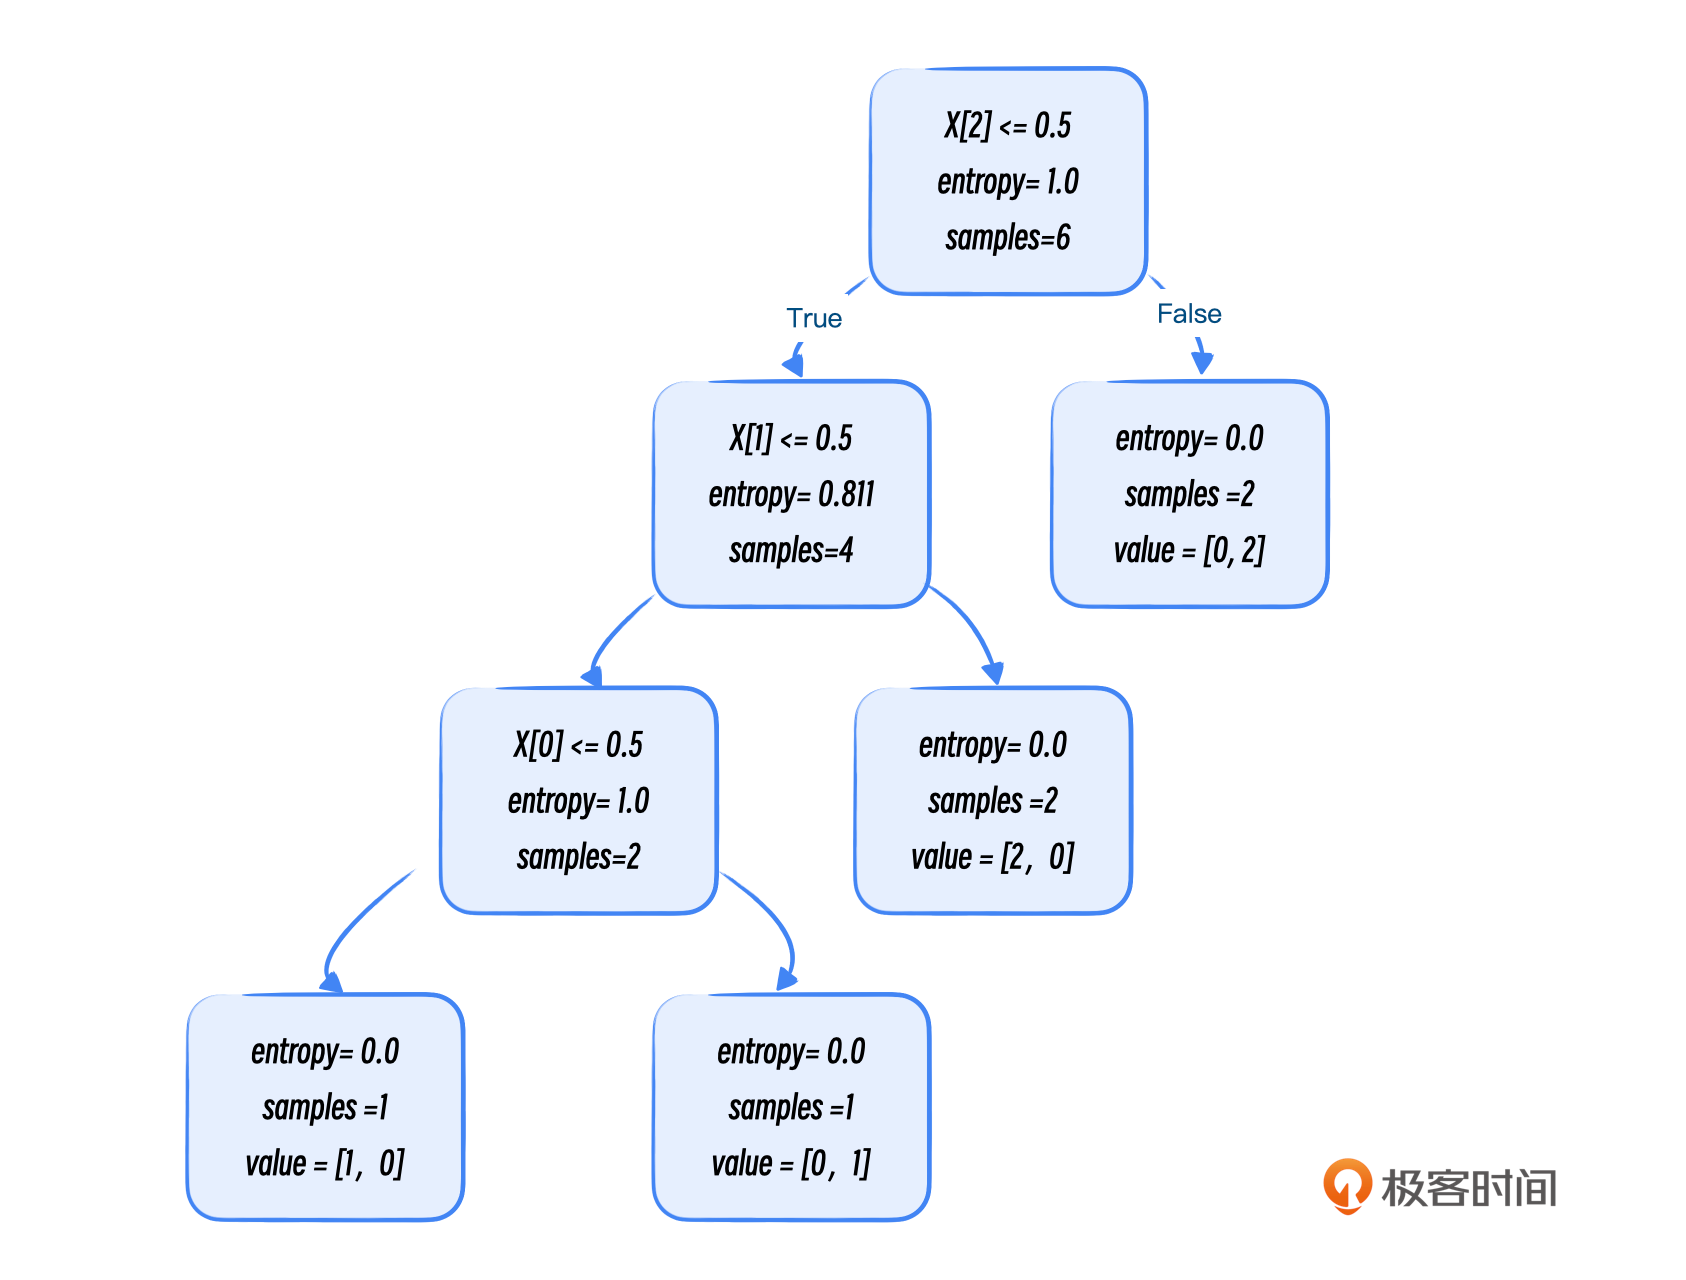 X[2] <= 0.5
entropy= 1.0
samples=6
True
False
X[1] <= 0.5
entropy= 0.811
samples=4
entropy= 0.0
samples =2
value = [0, 2]
X[0] <= 0.5
entropy= 1.0
samples=2
entropy= 0.0
samples =2
value = [2, 0]
entropy= 0.0
samples =1
value = [1, 0]
entropy= 0.0
samples =1
value = [0, 1]
极客时间